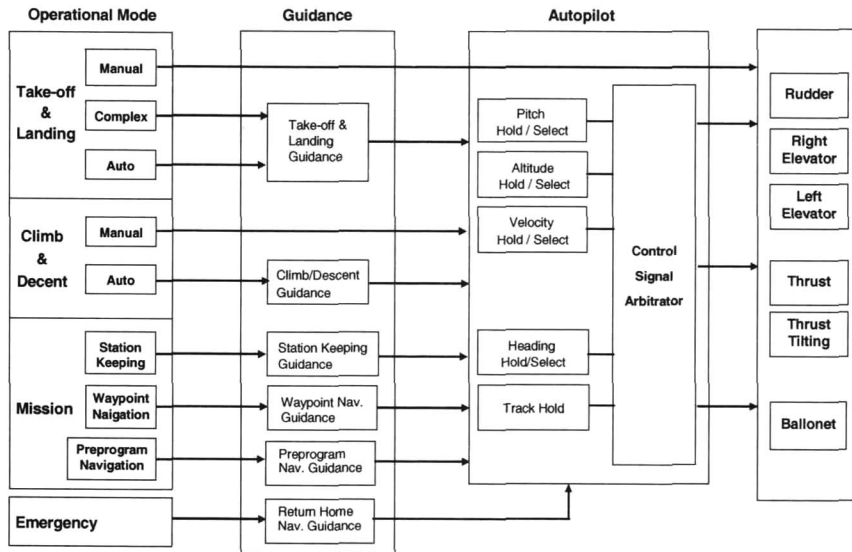 Operational Mode
Guidance
Autopilot
Take-off
&
Landing
Manual
Complex
Auto
Climb
&
Decent
Manual
Auto
Mission
Station
Keeping
Waypoint
Naigation
Preprogram
Navigation
Emergency
Take-off &
Landing
Guidance
Climb/Descent
Guidance
Station Keeping
Guidance
Waypoint Nav.
Guidance
Preprogram
Nav. Guidance
Return Home
Nav. Guidance
Pitch
Hold / Select
Altitude
Hold / Select
Velocity
Hold / Select
Heading
Hold/Select
Track Hold
Control
Signal
Arbitrator
Rudder
Right
Elevator
Left
Elevator
Thrust
Thrust
Tilting
Ballonet